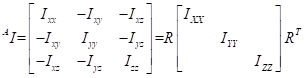 ^A I = [ I_xx  −I_xy  −I_xz ; −I_xy  I_yy  −I_yz ; −I_xz  −I_yz  I_zz ] = R [ I_XX ; I_YY ; I_ZZ ] R^T